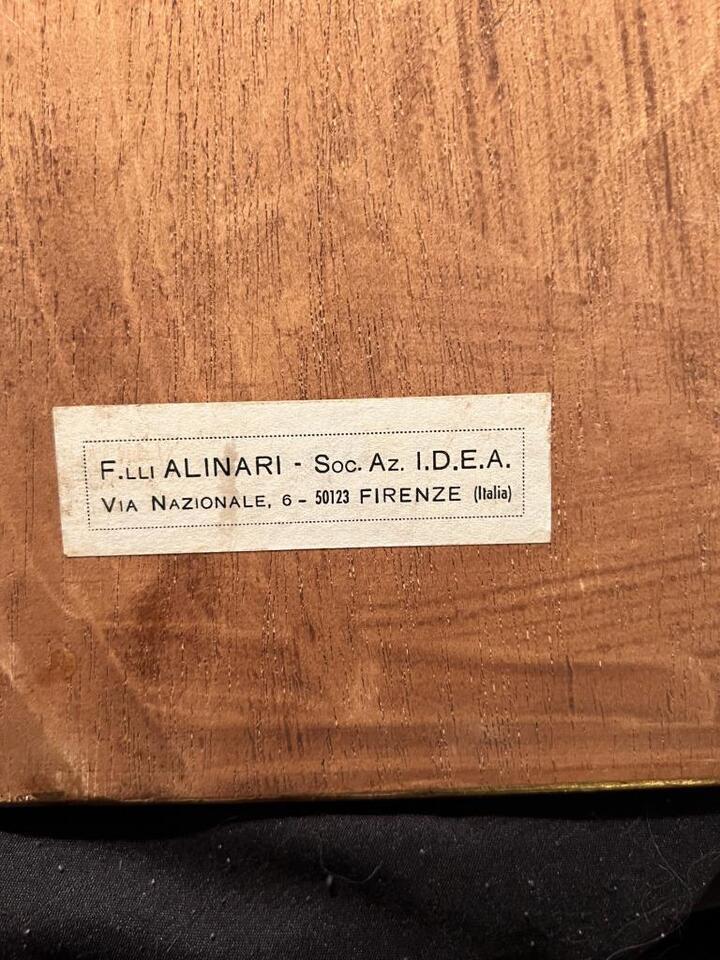 F.LLI ALINARI - SOC. AZ. I.D.E.A.
VIA NAZIONALE, 6 - 50123 FIRENZE (Italia)